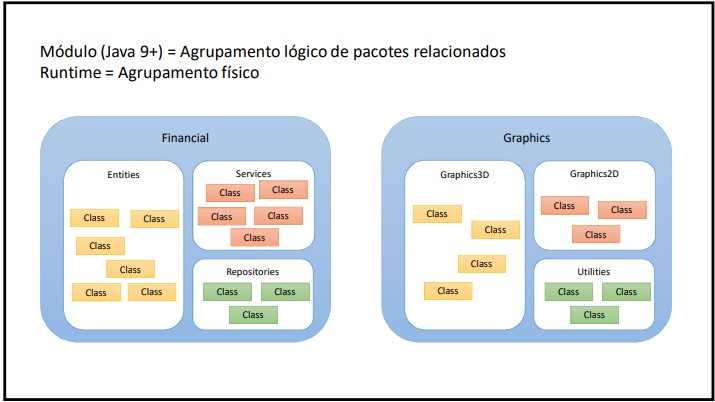 Módulo (Java 9+) = Agrupamento lógico de pacotes relacionados
Runtime = Agrupamento físico
Financial
Entities
Class
Class
Class
Class
Class
Class
Services
Class
Class
Class
Class
Class
Repositories
Class
Class
Class
Graphics
Graphics3D
Class
Class
Class
Class
Graphics2D
Class
Class
Class
Utilities
Class
Class
Class